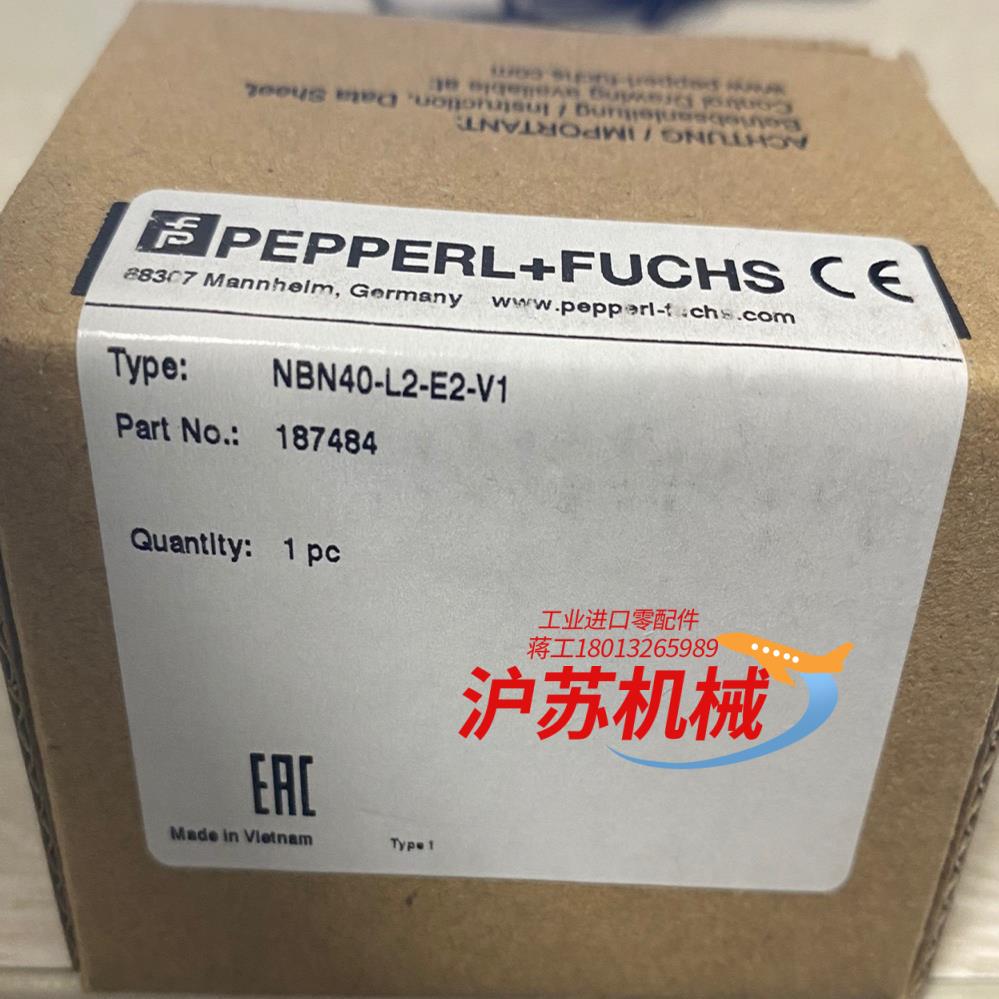 ACHTUNG / IMPORTANT:
Betriebsanleitung / Instruction, Data Sheet,
Control Drawing available at:
www.pepperl-fuchs.com
PEPPERL+FUCHS CE
68307 Mannheim, Germany www.pepperl-fuchs.com
Type: NBN40-L2-E2-V1
Part No.: 187484
Quantity: 1 pc
工业进口零配件
蒋工18013265989
沪苏机械
EAC
Made in Vietnam Type 1